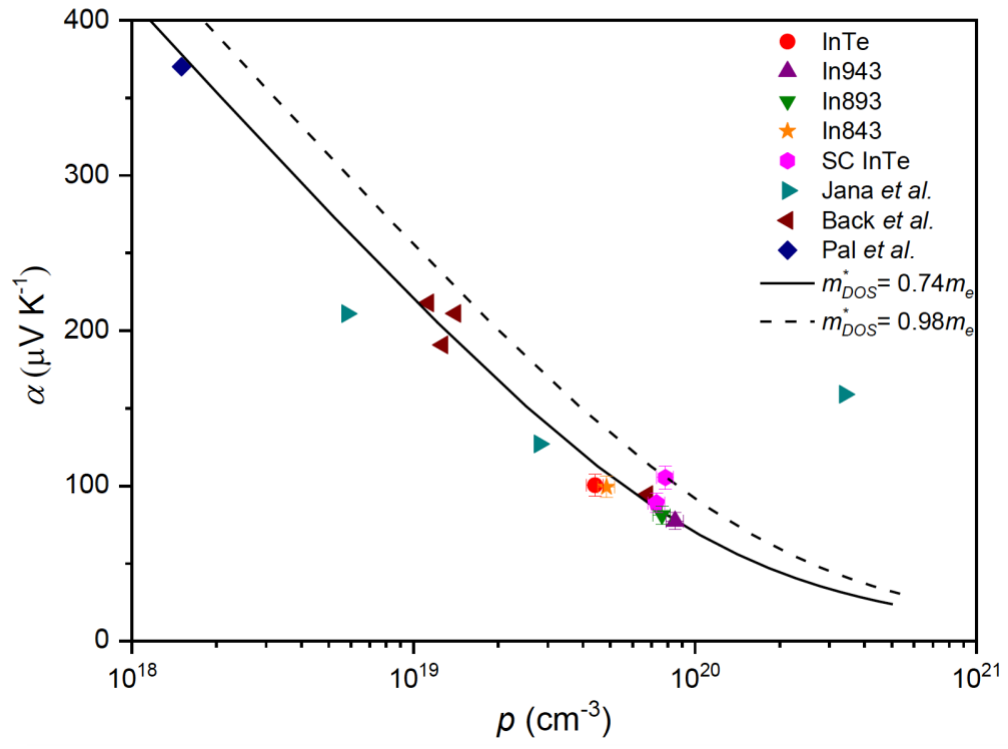 400
300
200
100
0
α (μV K⁻¹)
10¹⁸
10¹⁹
10²⁰
10²¹
p (cm⁻³)
InTe
In943
In893
In843
SC InTe
Jana et al.
Back et al.
Pal et al.
m*DOS= 0.74me
m*DOS= 0.98me